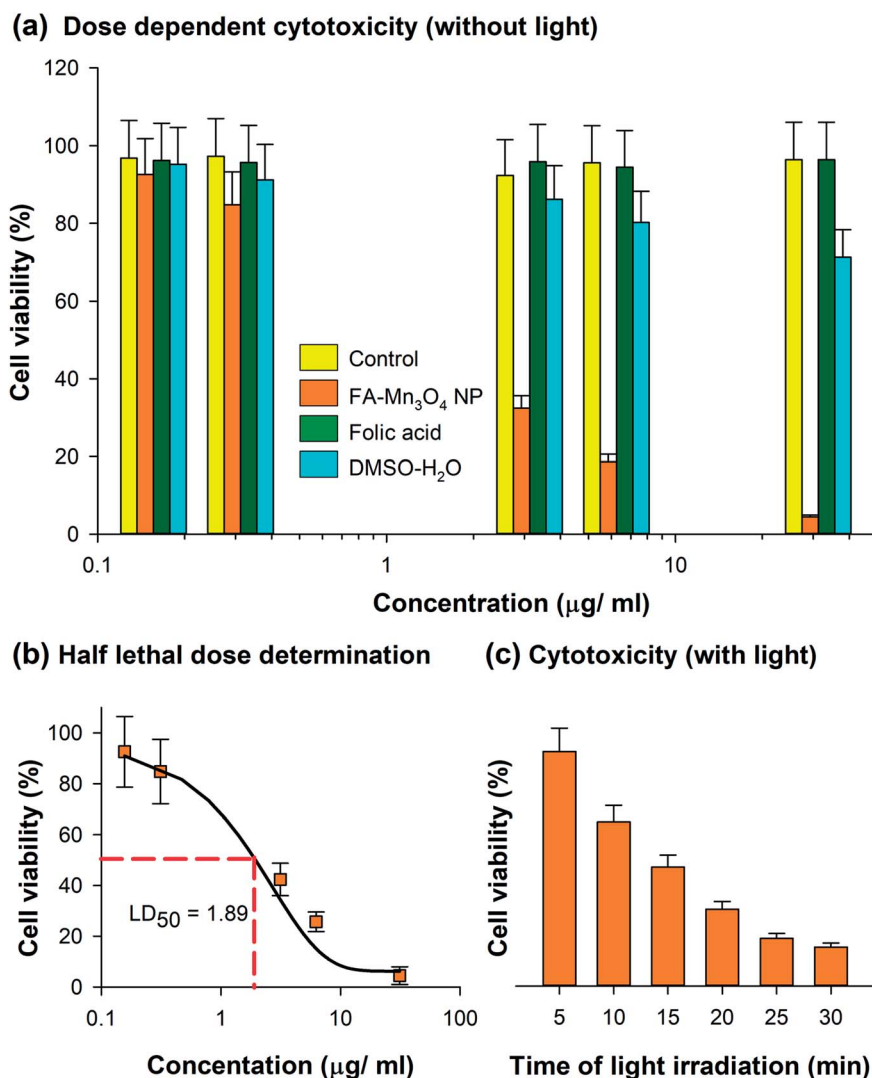 (a) Dose dependent cytotoxicity (without light)
120
100
80
60
40
20
0
Cell viability (%)
Control
FA-Mn₃O₄ NP
Folic acid
DMSO-H₂O
0.1 1 10
Concentration (μg/ ml)
(b) Half lethal dose determination
100
80
60
40
20
0
Cell viability (%)
LD₅₀ = 1.89
0.1 1 10 100
Concentation (μg/ ml)
(c) Cytotoxicity (with light)
Cell viability (%)
5 10 15 20 25 30
Time of light irradiation (min)